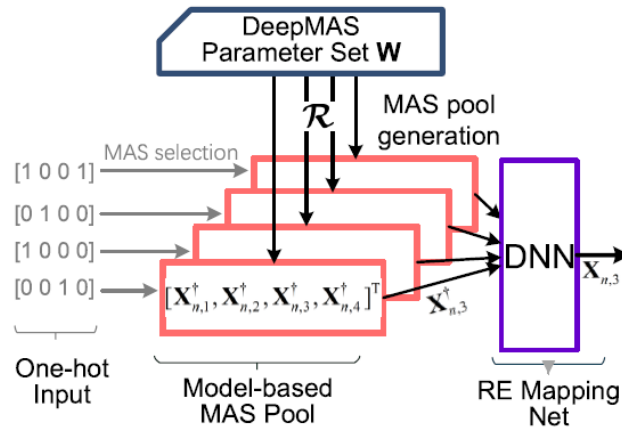 DeepMAS
Parameter Set W
ℛ
MAS pool
generation
MAS selection
[1 0 0 1]
[0 1 0 0]
[1 0 0 0]
[0 0 1 0]
[X†n,1, X†n,2, X†n,3, X†n,4]T
X†n,3
DNN
Xn,3
One-hot
Input
Model-based
MAS Pool
RE Mapping
Net